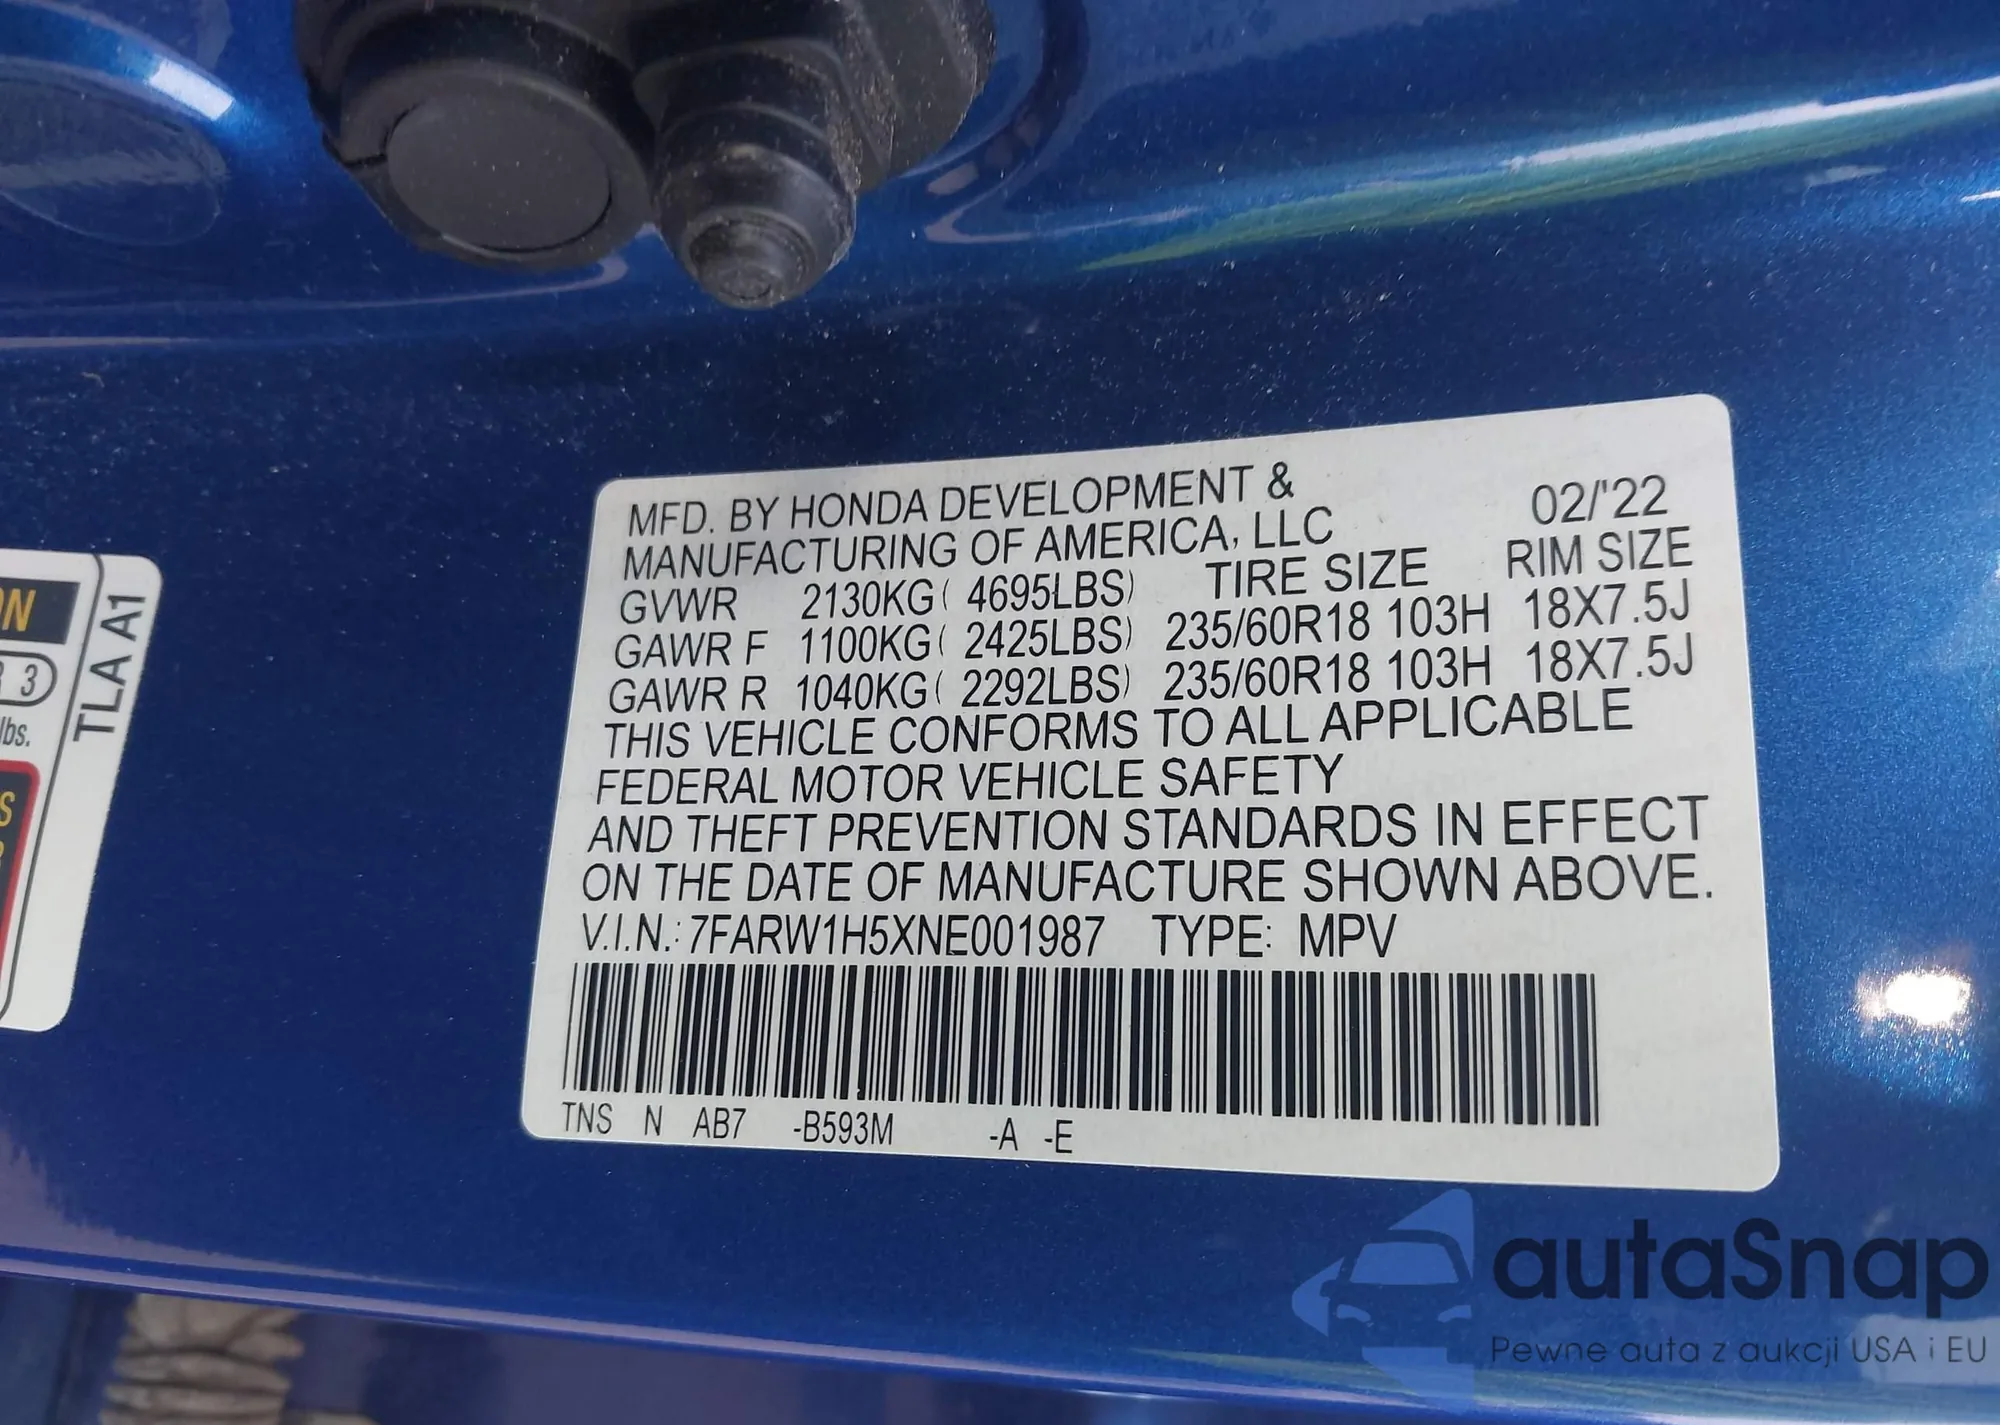 MFD. BY HONDA DEVELOPMENT & 02/'22
MANUFACTURING OF AMERICA, LLC
TIRE SIZE RIM SIZE
GVWR 2130KG( 4695LBS)
GAWR F 1100KG( 2425LBS) 235/60R18 103H 18X7.5J
GAWR R 1040KG( 2292LBS) 235/60R18 103H 18X7.5J
THIS VEHICLE CONFORMS TO ALL APPLICABLE
FEDERAL MOTOR VEHICLE SAFETY
AND THEFT PREVENTION STANDARDS IN EFFECT
ON THE DATE OF MANUFACTURE SHOWN ABOVE.
V.I.N.: 7FARW1H5XNE001987 TYPE: MPV
TNS N AB7 -B593M -A -E
TLA A1
3
lbs.
autaSnap
Pewne auta z aukcji USA i EU